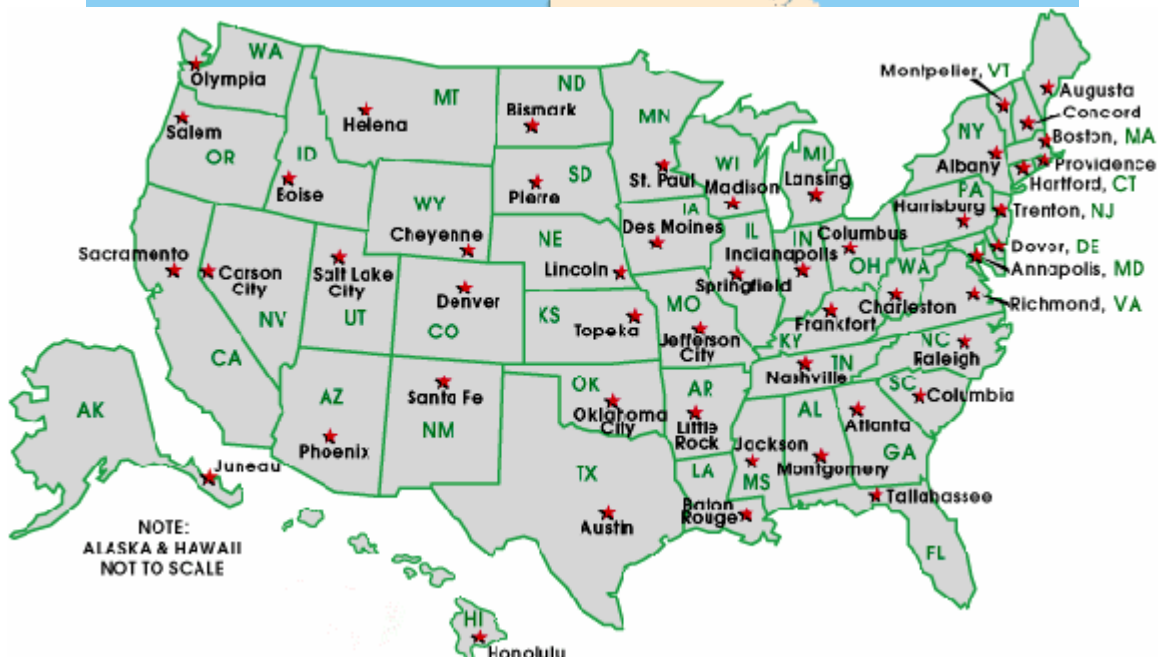 WA
Olympia
MT
ND
Bismark
Helena
MN
Montpelier, VT
Augusta
Concord
Boston, MA
Salem
OR
ID
Boise
SD
Pierre
St. Paul
WI
Madison
MI
Lansing
NY
Albany
Providence
Hartford, CT
PA
Harrisburg
Trenton, NJ
WY
Cheyenne
NE
Lincoln
IA
Des Moines
IL
Springfield
IN
Indianapolis
Columbus
OH
WA
Charleston
Dover, DE
Annapolis, MD
Richmond, VA
Sacramento
Carson
City
NV
CA
Salt Lake
City
UT
Denver
CO
KS
Topeka
MO
Jefferson
City
Frankfort
KY
Nashville
TN
NC
Raleigh
SC
Columbia
AK
Juneau
AZ
Phoenix
Santa Fe
NM
OK
Oklahoma
City
AR
Little
Rock
Jackson
MS
AL
Montgomery
Atlanta
GA
TX
Austin
LA
Baton
Rouge
Tallahassee
FL
NOTE:
ALASKA & HAWAII
NOT TO SCALE
HI
Honolulu